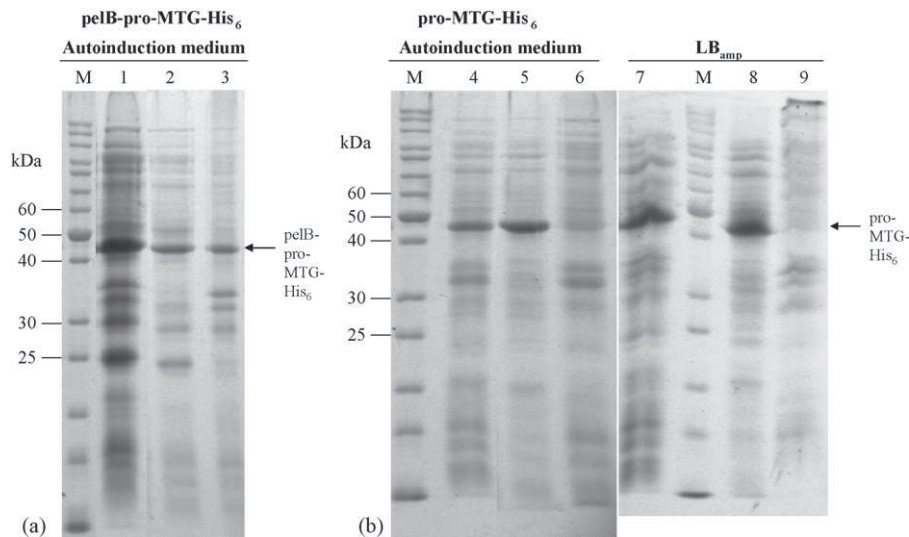 pelB-pro-MTG-His6
Autoinduction medium
M 1 2 3
kDa
60
50
40
30
25
pelB-
pro-
MTG-
His6
(a)
pro-MTG-His6
Autoinduction medium
LBamp
M 4 5 6 7 M 8 9
kDa
60
50
40
30
25
pro-
MTG-
His6
(b)